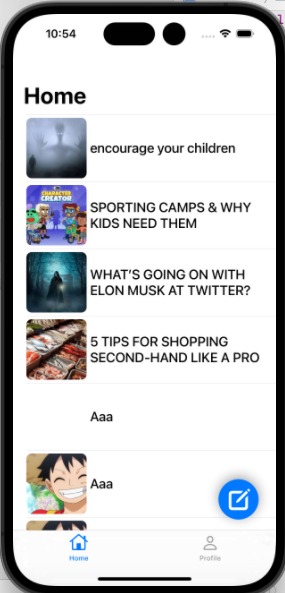 10:54
Home
encourage your children
CHARACTER
CREATOR
SPORTING CAMPS & WHY
KIDS NEED THEM
WHAT'S GOING ON WITH
ELON MUSK AT TWITTER?
5 TIPS FOR SHOPPING
SECOND-HAND LIKE A PRO
Aaa
Aaa
Home
Profile